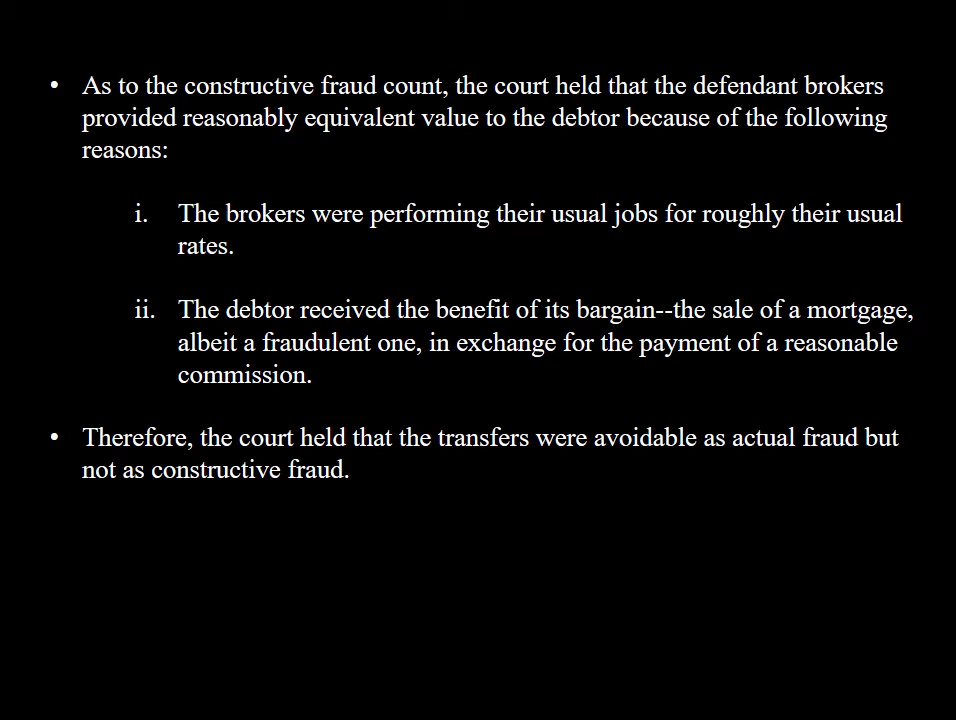 • As to the constructive fraud count, the court held that the defendant brokers
provided reasonably equivalent value to the debtor because of the following
reasons:
i. The brokers were performing their usual jobs for roughly their usual
rates.
ii. The debtor received the benefit of its bargain--the sale of a mortgage,
albeit a fraudulent one, in exchange for the payment of a reasonable
commission.
• Therefore, the court held that the transfers were avoidable as actual fraud but
not as constructive fraud.